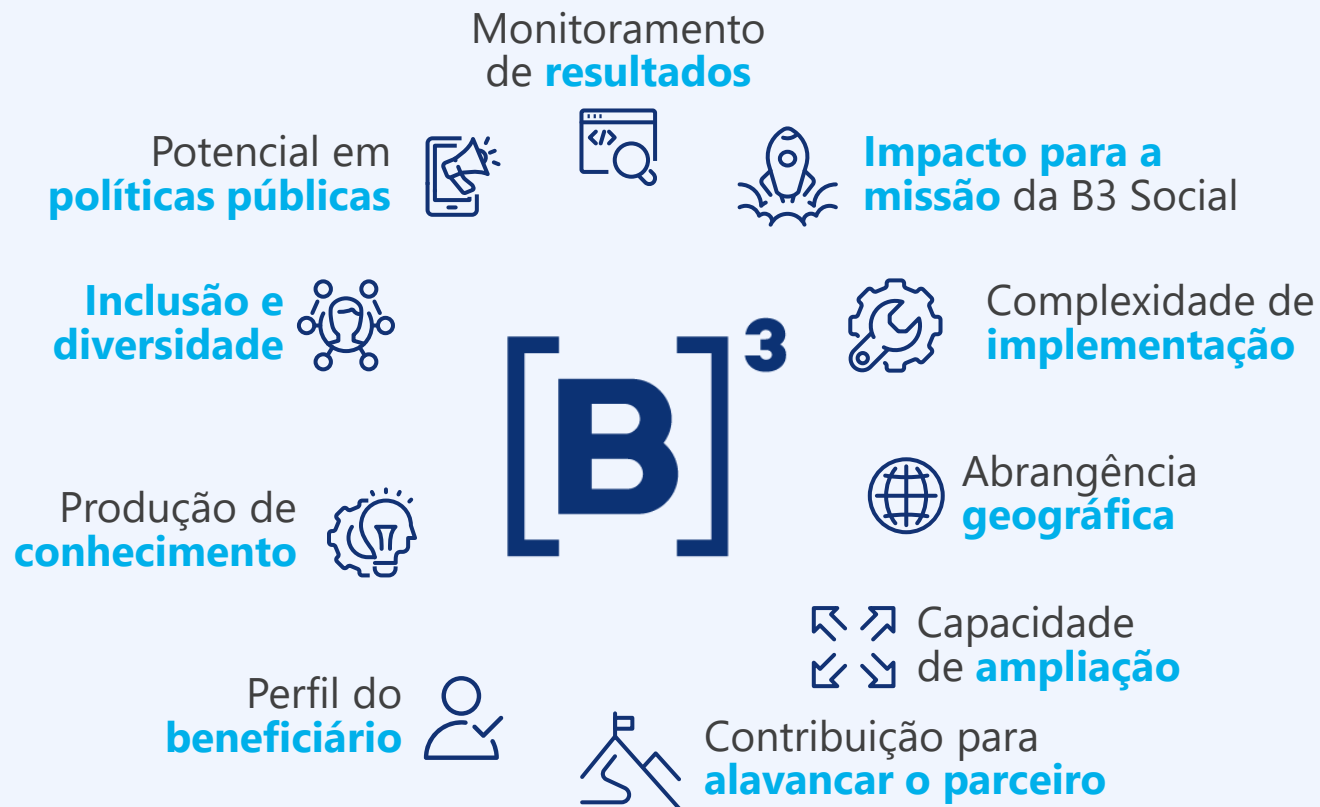 Monitoramento
de resultados
Impacto para a
missão da B3 Social
Complexidade de
implementação
Abrangência
geográfica
Capacidade
de ampliação
Contribuição para
alavancar o parceiro
Perfil do
beneficiário
Produção de
conhecimento
Inclusão e
diversidade
Potencial em
políticas públicas
[B]³